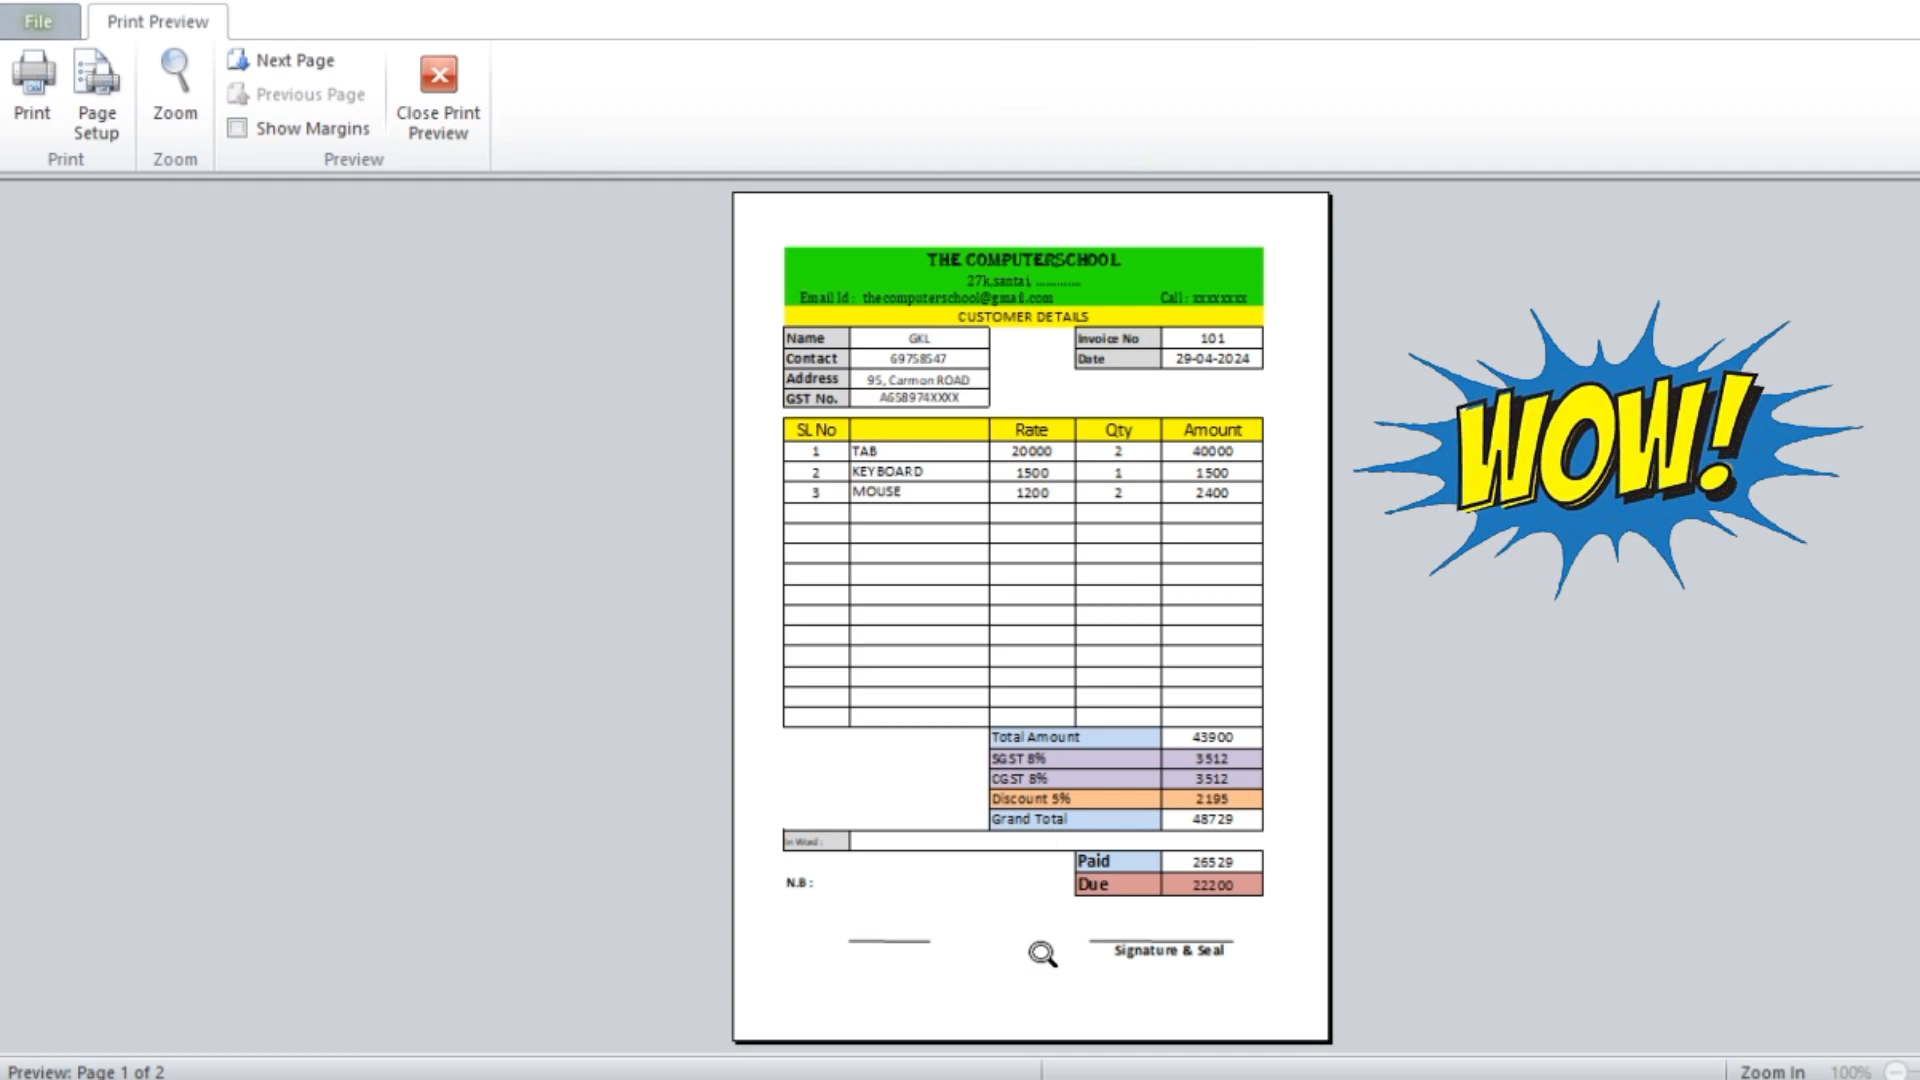 File
Print Preview
Print
Page Setup
Zoom
Next Page
Previous Page
Show Margins
Close Print Preview
Print
Zoom
Preview
THE COMPUTERSCHOOL
27k,santai, ............
Email Id : thecomputerschool@gmail.com Call : xxxxxxxx
CUSTOMER DETAILS
Name GKL Invoice No 101
Contact 69758547 Date 29-04-2024
Address 95, Carmon ROAD
GST No. A658974XXXX
SL No Rate Qty Amount
1 TAB 20000 2 40000
2 KEYBOARD 1500 1 1500
3 MOUSE 1200 2 2400
Total Amount 43900
SGST 8% 3512
CGST 8% 3512
Discount 5% 2195
Grand Total 48729
In Word :
Paid 26529
N.B : Due 22200
Signature & Seal
WOW!
Preview: Page 1 of 2
Zoom In 100%